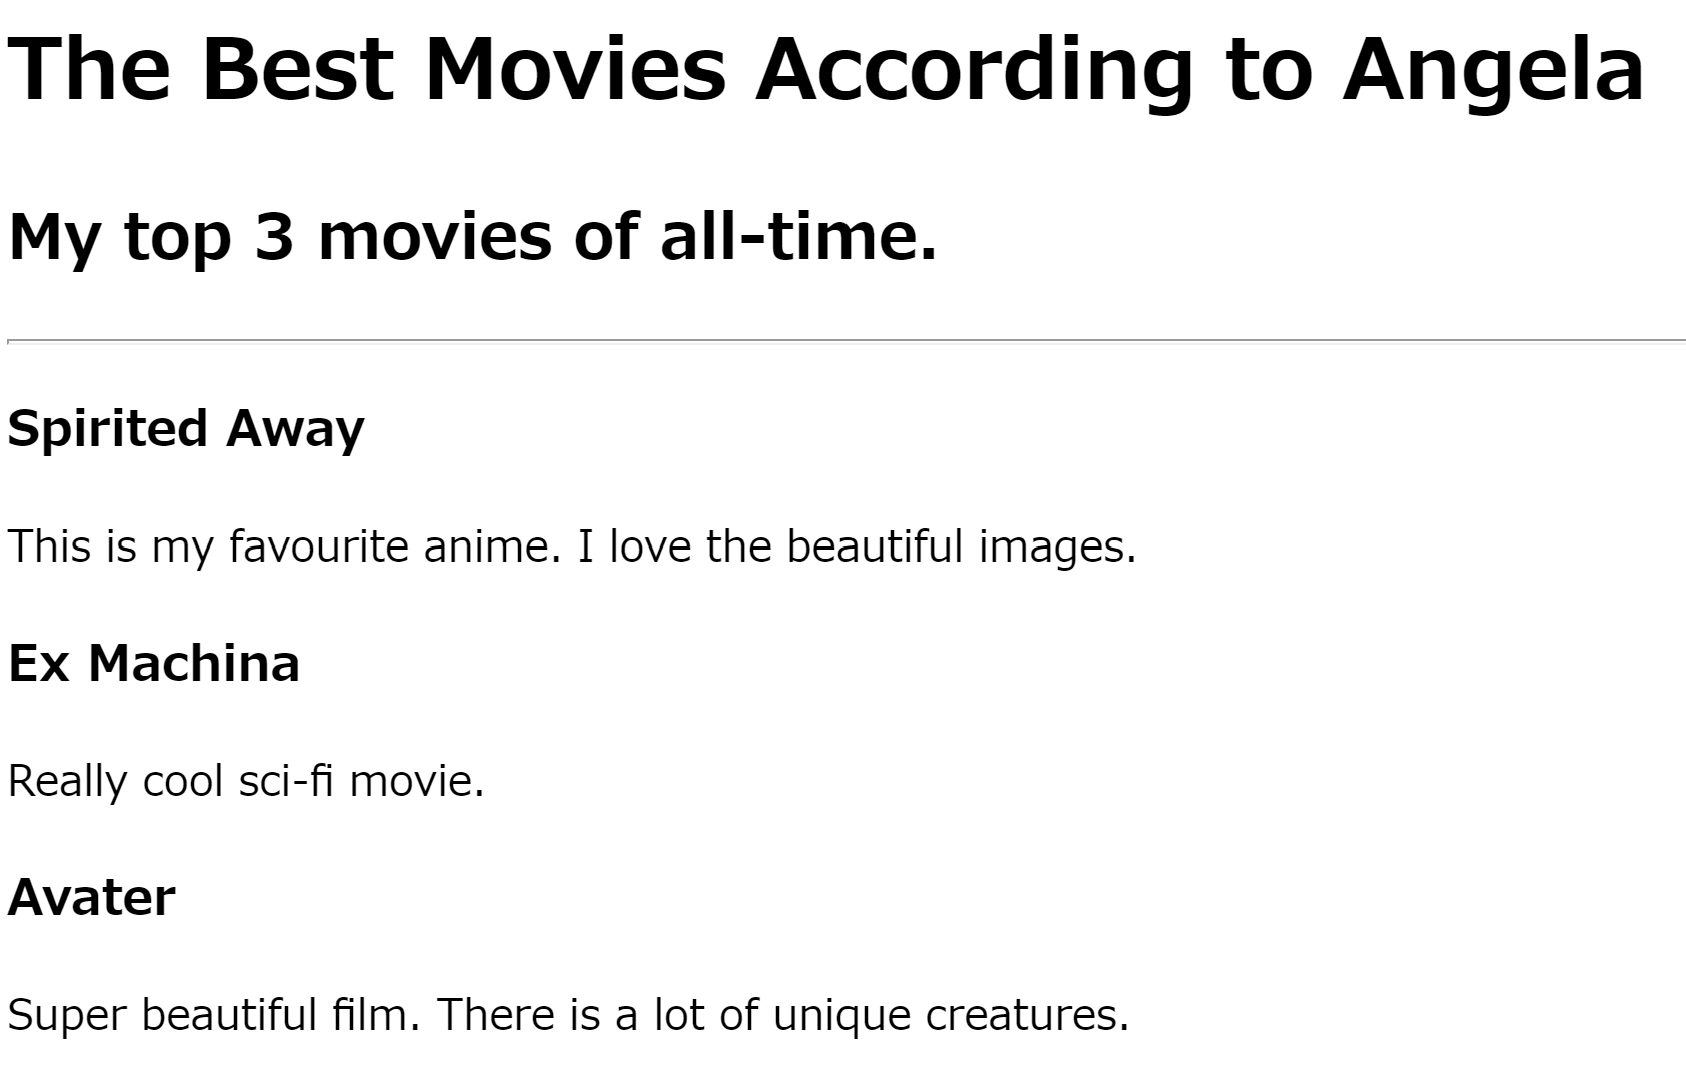 The Best Movies According to Angela
My top 3 movies of all-time.
Spirited Away
This is my favourite anime. I love the beautiful images.
Ex Machina
Really cool sci-fi movie.
Avater
Super beautiful film. There is a lot of unique creatures.